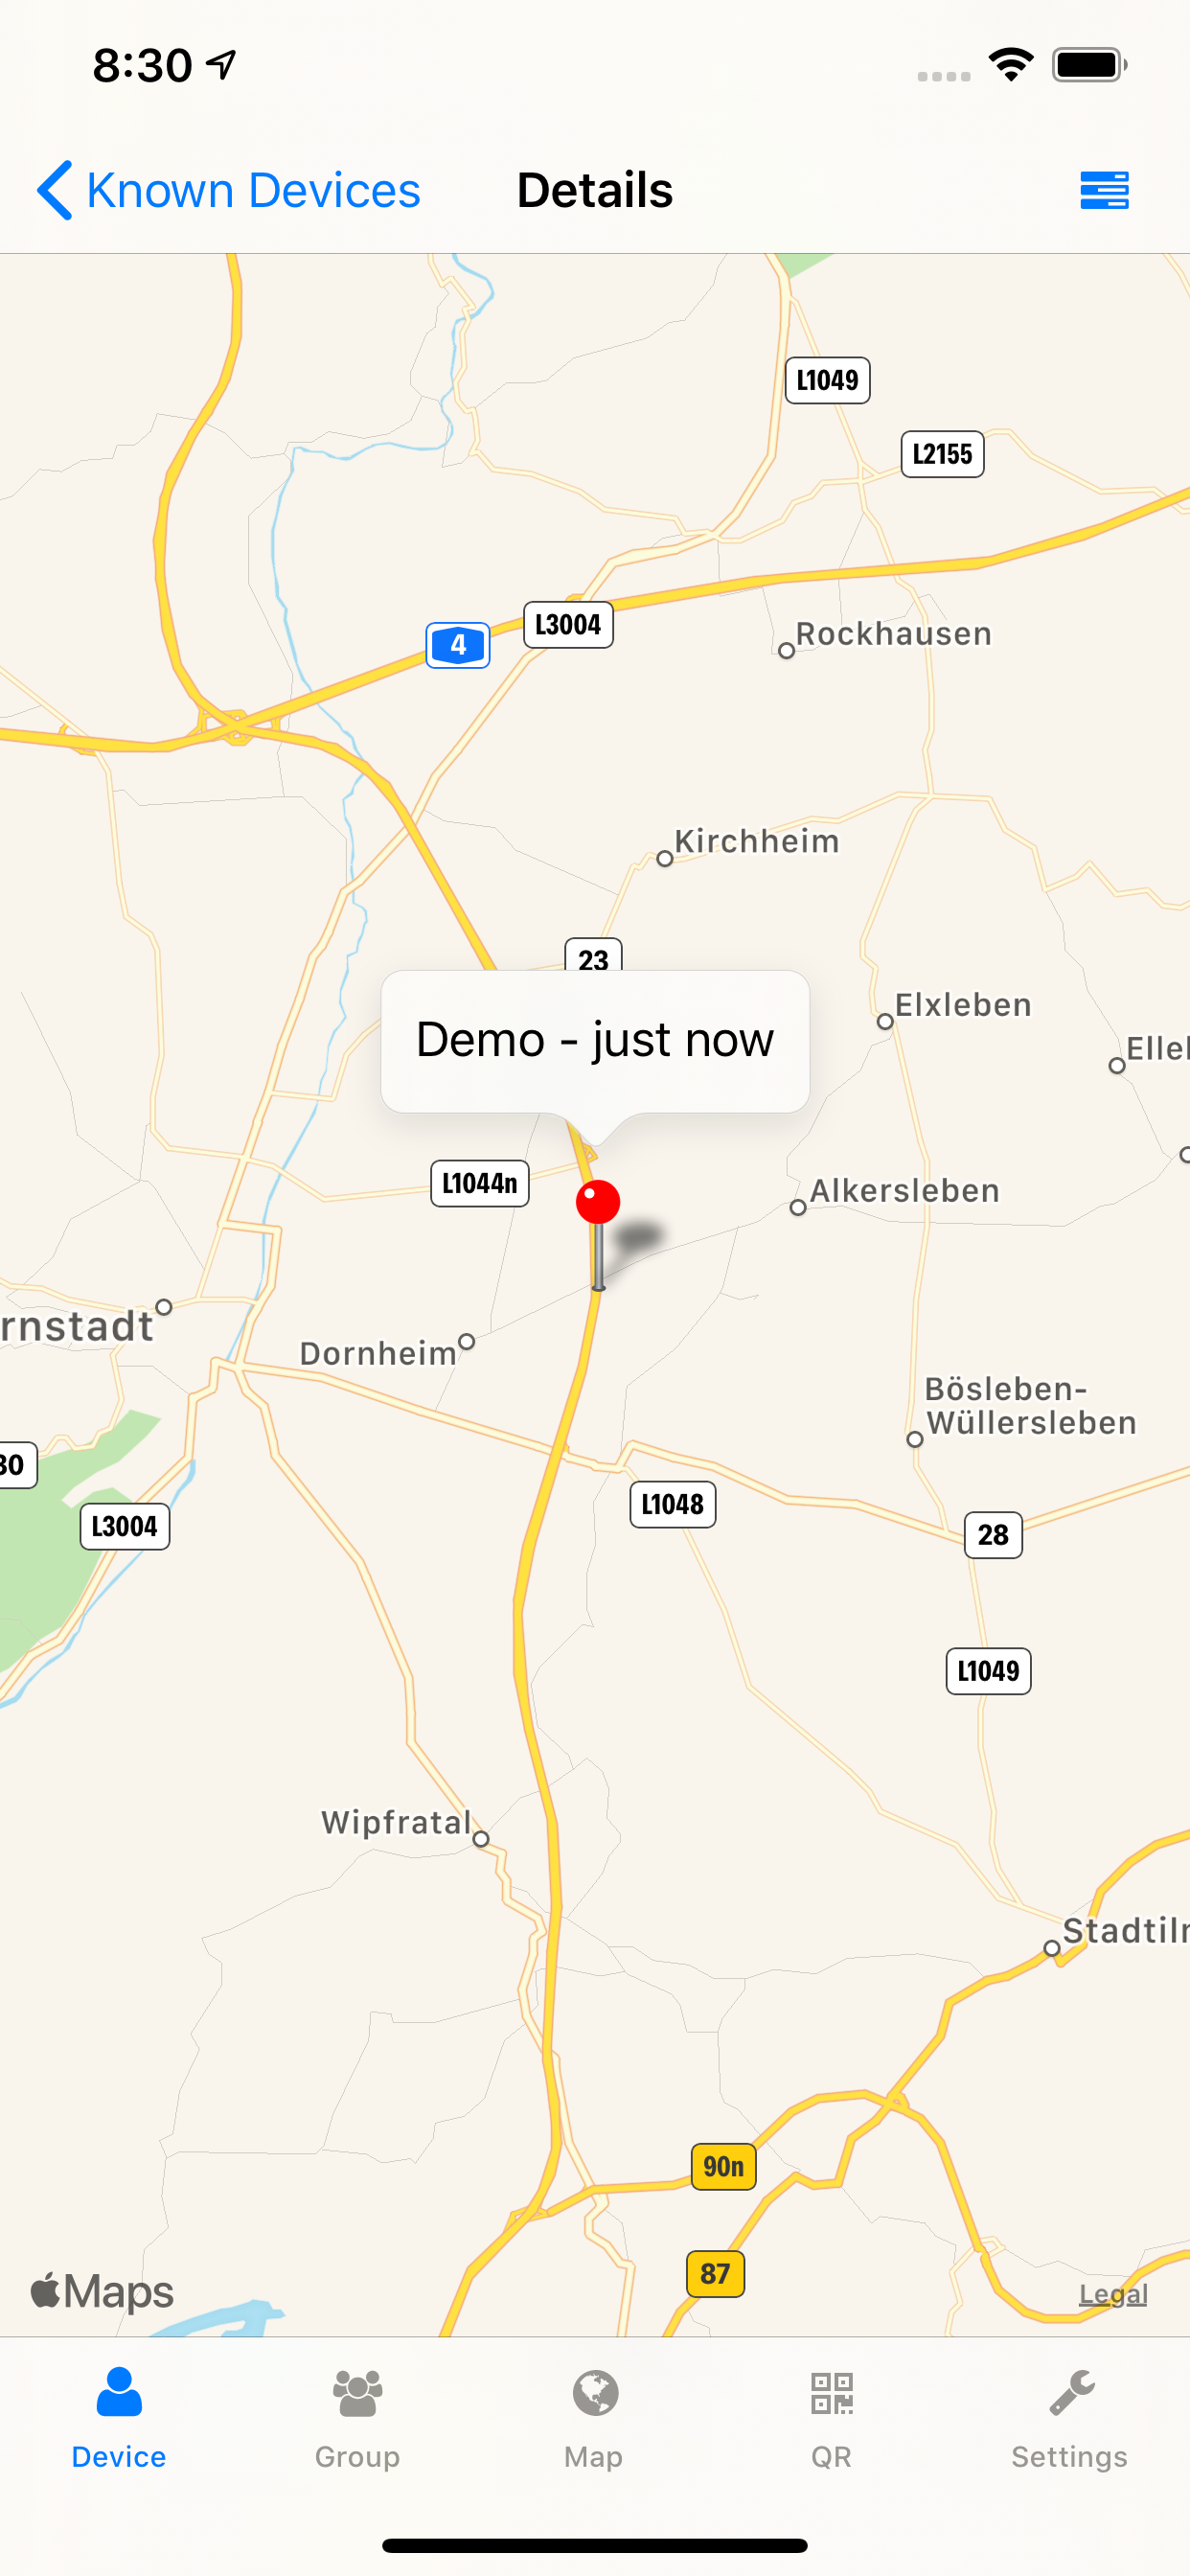 8:30
Known Devices
Details
L1049
L2155
L3004
4
Rockhausen
Kirchheim
23
Elxleben
Ellel
Demo - just now
L1044n
Alkersleben
rnstadt
Dornheim
Bösleben-
Wüllersleben
30
L1048
L3004
28
L1049
Wipfratal
Stadtilr
90n
87
Maps
Legal
Device
Group
Map
QR
Settings